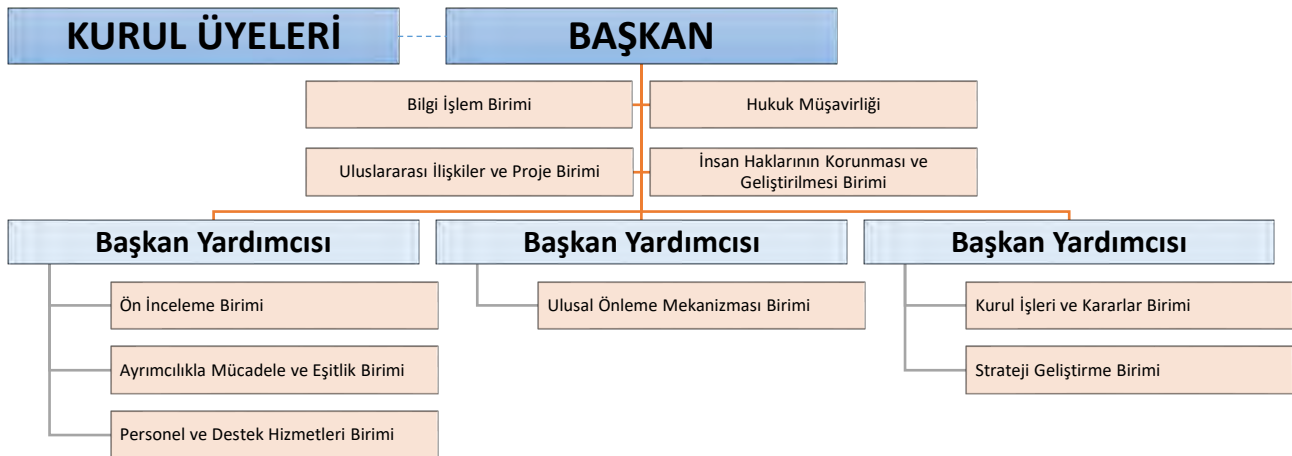 KURUL ÜYELERİ
BAŞKAN
Bilgi İşlem Birimi
Hukuk Müşavirliği
Uluslararası İlişkiler ve Proje Birimi
İnsan Haklarının Korunması ve
Geliştirilmesi Birimi
Başkan Yardımcısı
Başkan Yardımcısı
Başkan Yardımcısı
Ön İnceleme Birimi
Ulusal Önleme Mekanizması Birimi
Kurul İşleri ve Kararlar Birimi
Ayrımcılıkla Mücadele ve Eşitlik Birimi
Strateji Geliştirme Birimi
Personel ve Destek Hizmetleri Birimi